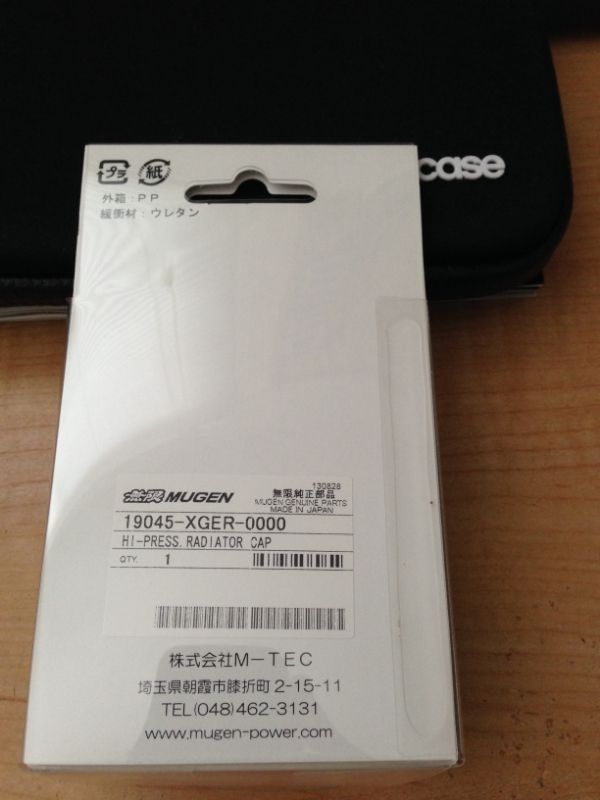 case
プラ 紙
外箱:PP
緩衝材:ウレタン
130828
無限 MUGEN 無限純正部品
MUGEN GENUINE PARTS
MADE IN JAPAN
19045-XGER-0000
HI-PRESS.RADIATOR CAP
QTY. 1
株式会社M-TEC
埼玉県朝霞市膝折町2-15-11
TEL(048)462-3131
www.mugen-power.com